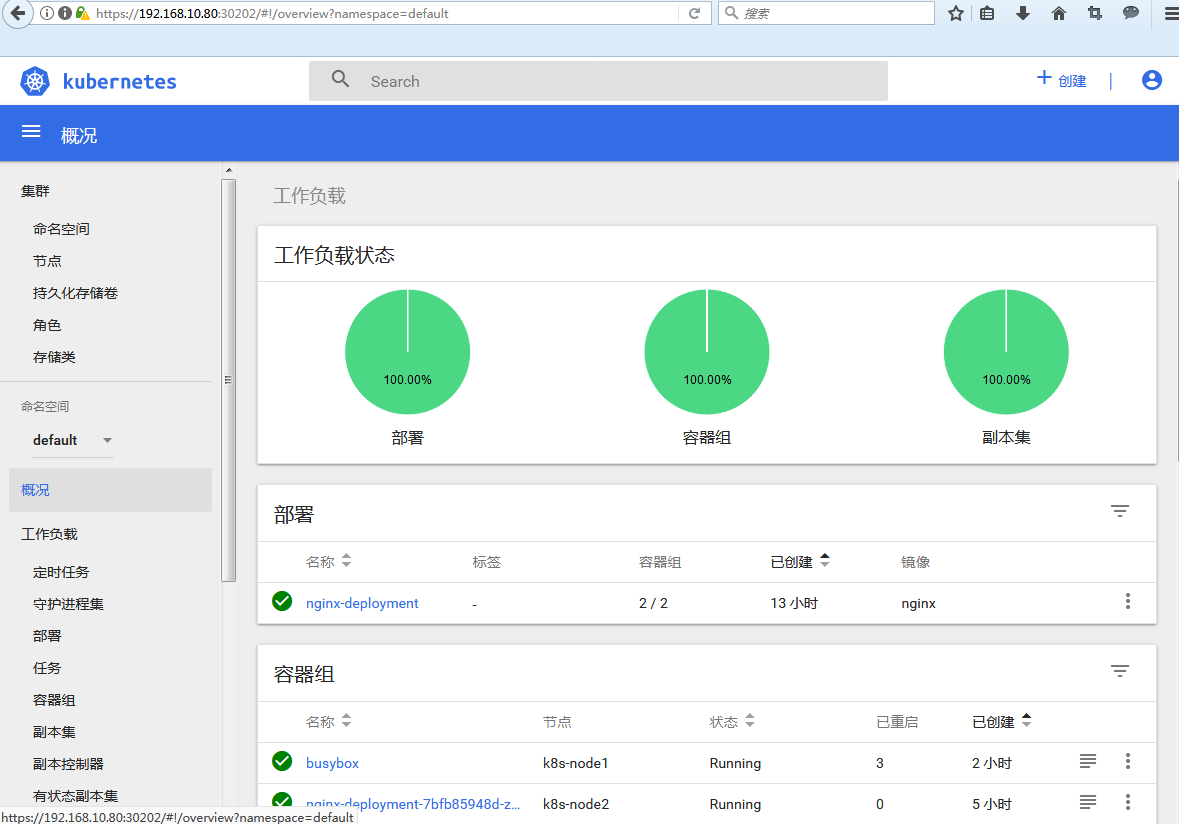 https://192.168.10.80:30202/#!/overview?namespace=default
搜索
kubernetes
Search
创建
概况
集群
命名空间
节点
持久化存储卷
角色
存储类
命名空间
default
概况
工作负载
定时任务
守护进程集
部署
任务
容器组
副本集
副本控制器
有状态副本集
工作负载
工作负载状态
100.00% 100.00% 100.00%
部署 容器组 副本集
部署
名称 标签 容器组 已创建 镜像
nginx-deployment - 2 / 2 13 小时 nginx
容器组
名称 节点 状态 已重启 已创建
busybox k8s-node1 Running 3 2 小时
nginx-deployment-7bfb85948d-z... k8s-node2 Running 0 5 小时
https://192.168.10.80:30202/#!/overview?namespace=default